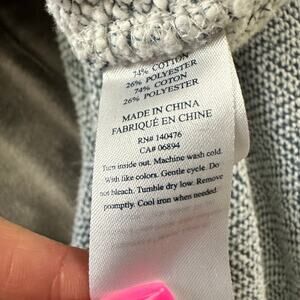 74% COTTON
26% POLYESTER
74% COTON
26% POLYESTER
MADE IN CHINA
FABRIQUÉ EN CHINE
RN# 140476
CA# 06894
Turn inside out. Machine wash cold.
With like colors. Gentle cycle. Do
not bleach. Tumble dry low. Remove
promptly. Cool iron when needed.